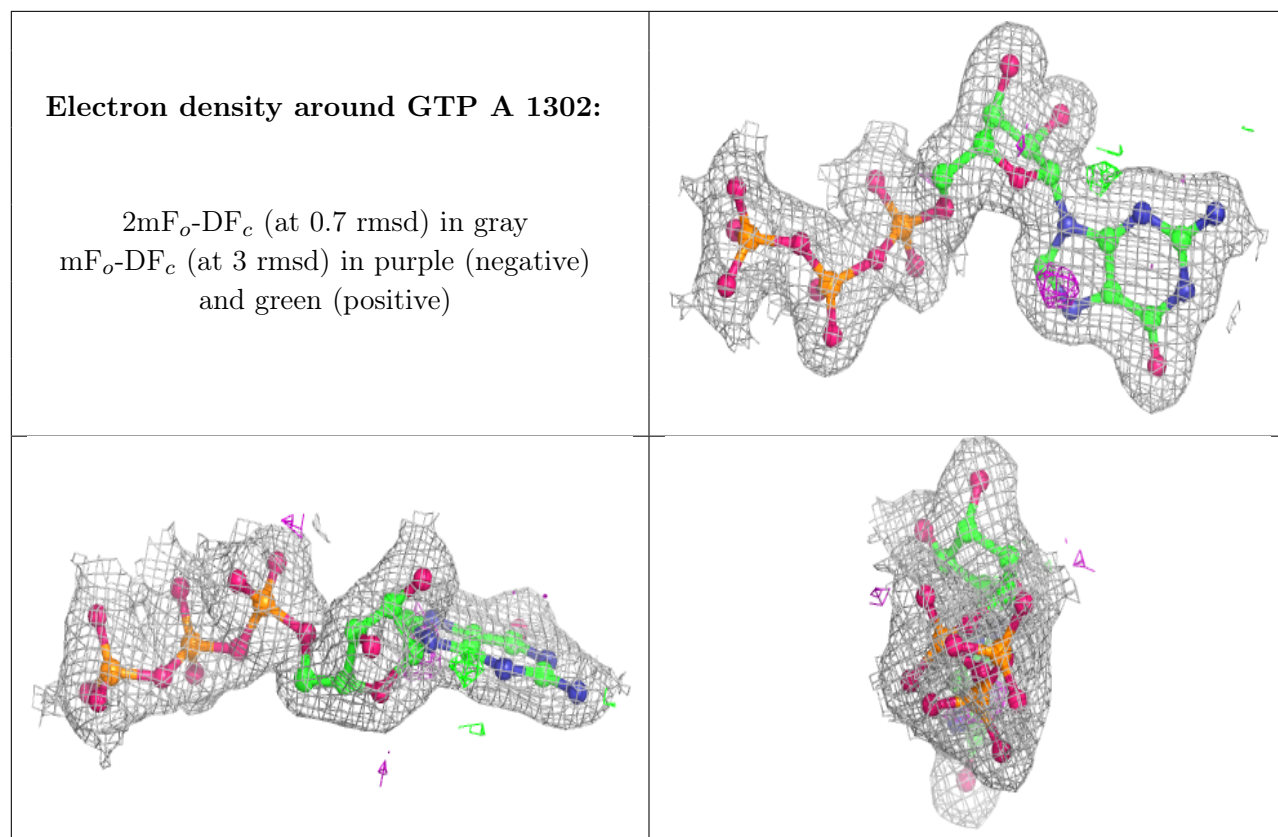 Electron density around GTP A 1302:
2mFo-DFc (at 0.7 rmsd) in gray
mFo-DFc (at 3 rmsd) in purple (negative)
and green (positive)